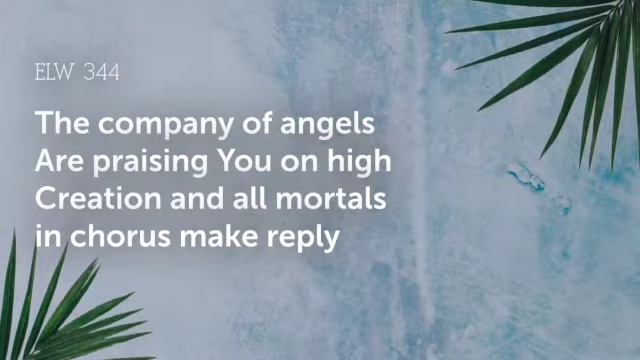 ELW 344
The company of angels
Are praising You on high
Creation and all mortals
in chorus make reply